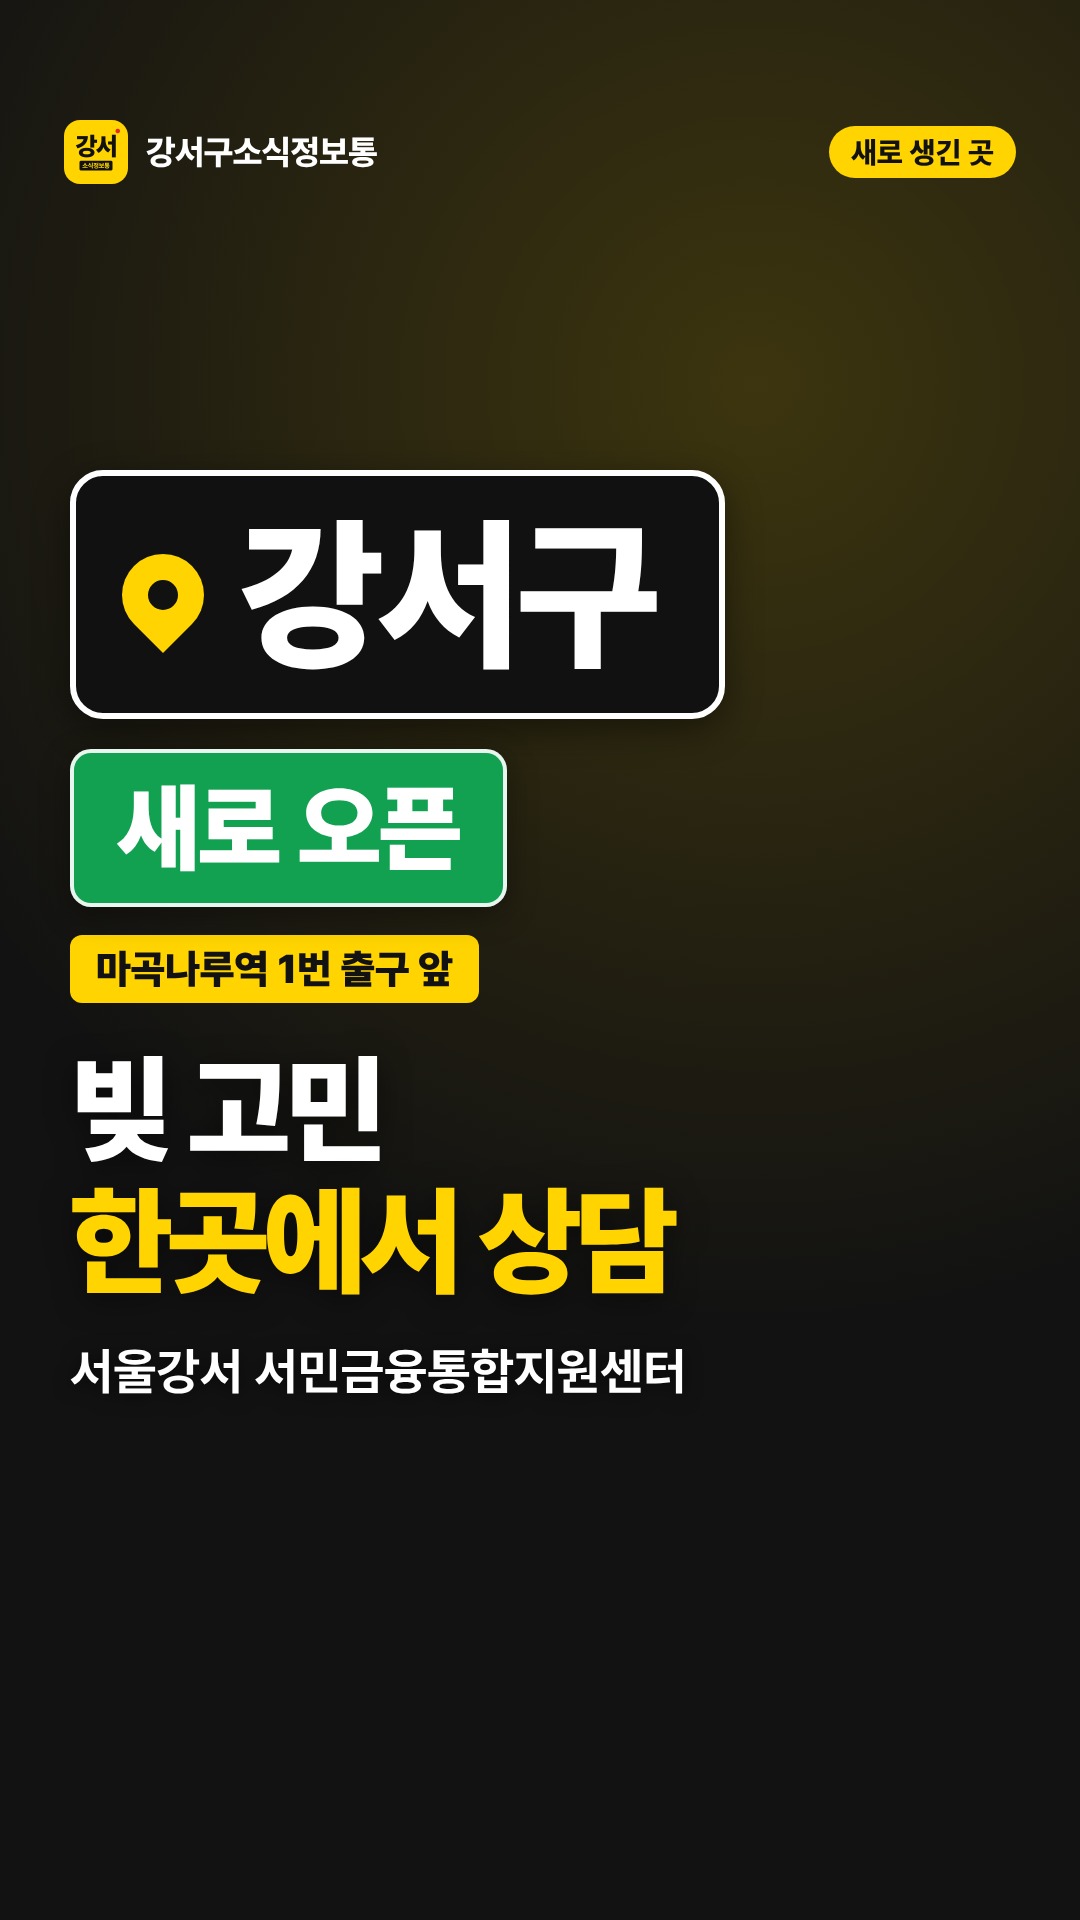 강서
소식정보통
강서구소식정보통
새로 생긴 곳
강서구
새로 오픈
마곡나루역 1번 출구 앞
빚 고민
한곳에서 상담
서울강서 서민금융통합지원센터